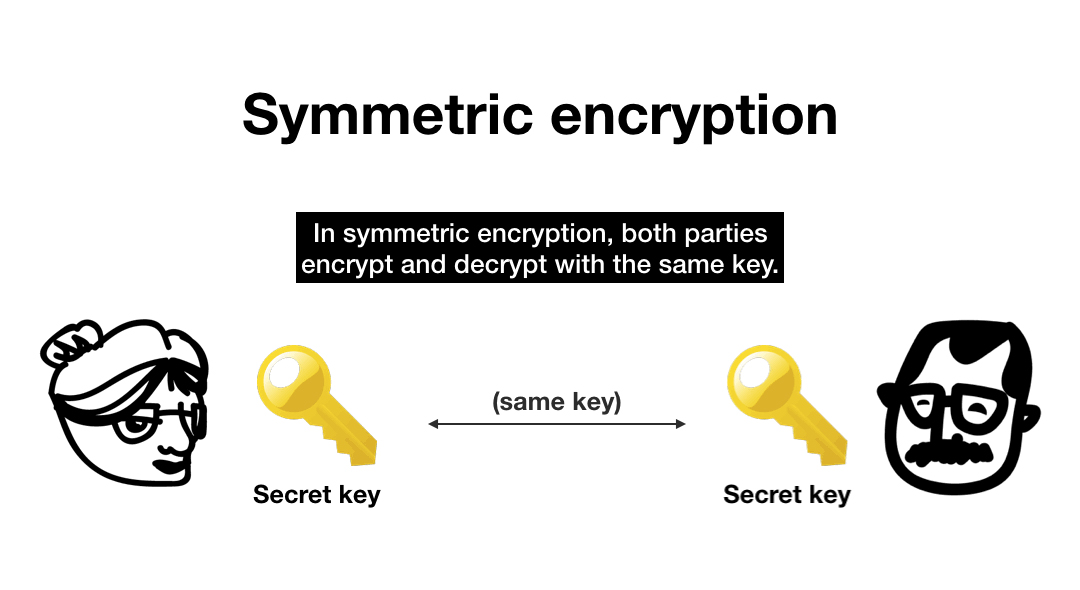 Symmetric encryption
In symmetric encryption, both parties
encrypt and decrypt with the same key.
(same key)
Secret key
Secret key